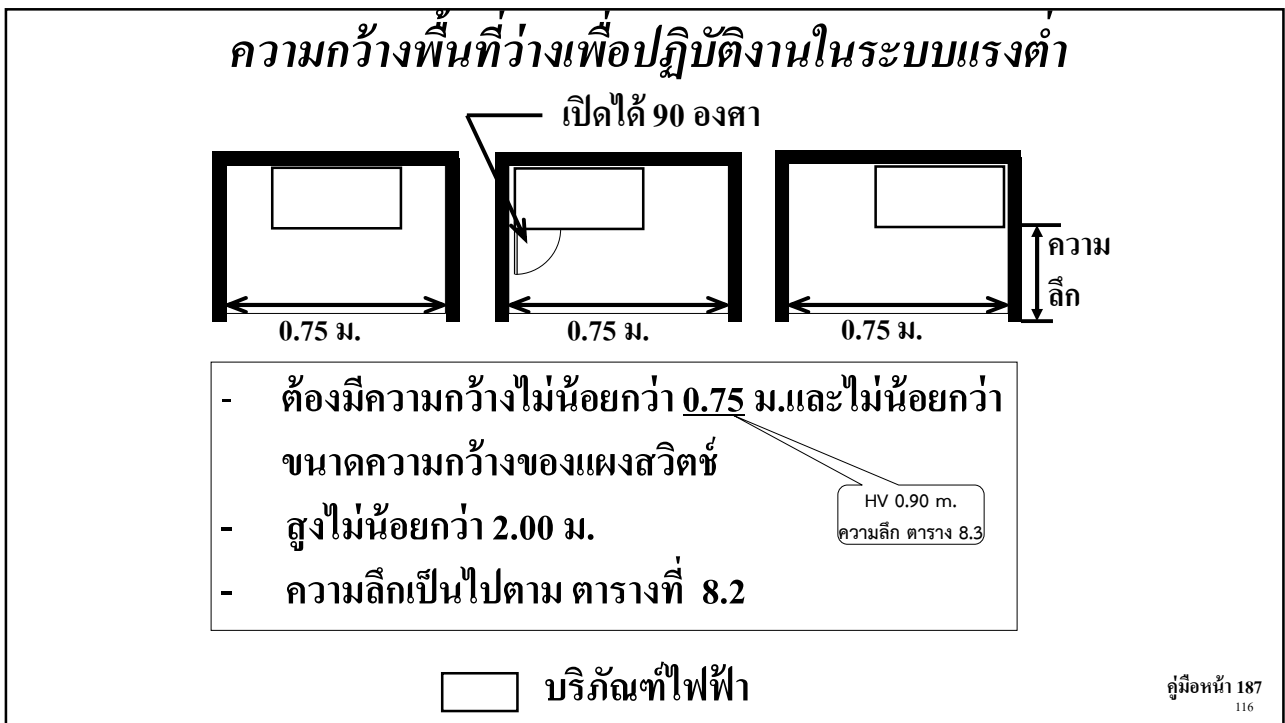 ความกว้างพื้นที่ว่างเพื่อปฏิบัติงานในระบบแรงต่ำ
เปิดได้ 90 องศา
ความ
ลึก
0.75 ม.
0.75 ม.
0.75 ม.
- ต้องมีความกว้างไม่น้อยกว่า 0.75 ม.และไม่น้อยกว่า
ขนาดความกว้างของแผงสวิตช์
HV 0.90 m.
ความลึก ตาราง 8.3
- สูงไม่น้อยกว่า 2.00 ม.
- ความลึกเป็นไปตาม ตารางที่ 8.2
บริภัณฑ์ไฟฟ้า
คู่มือหน้า 187
116